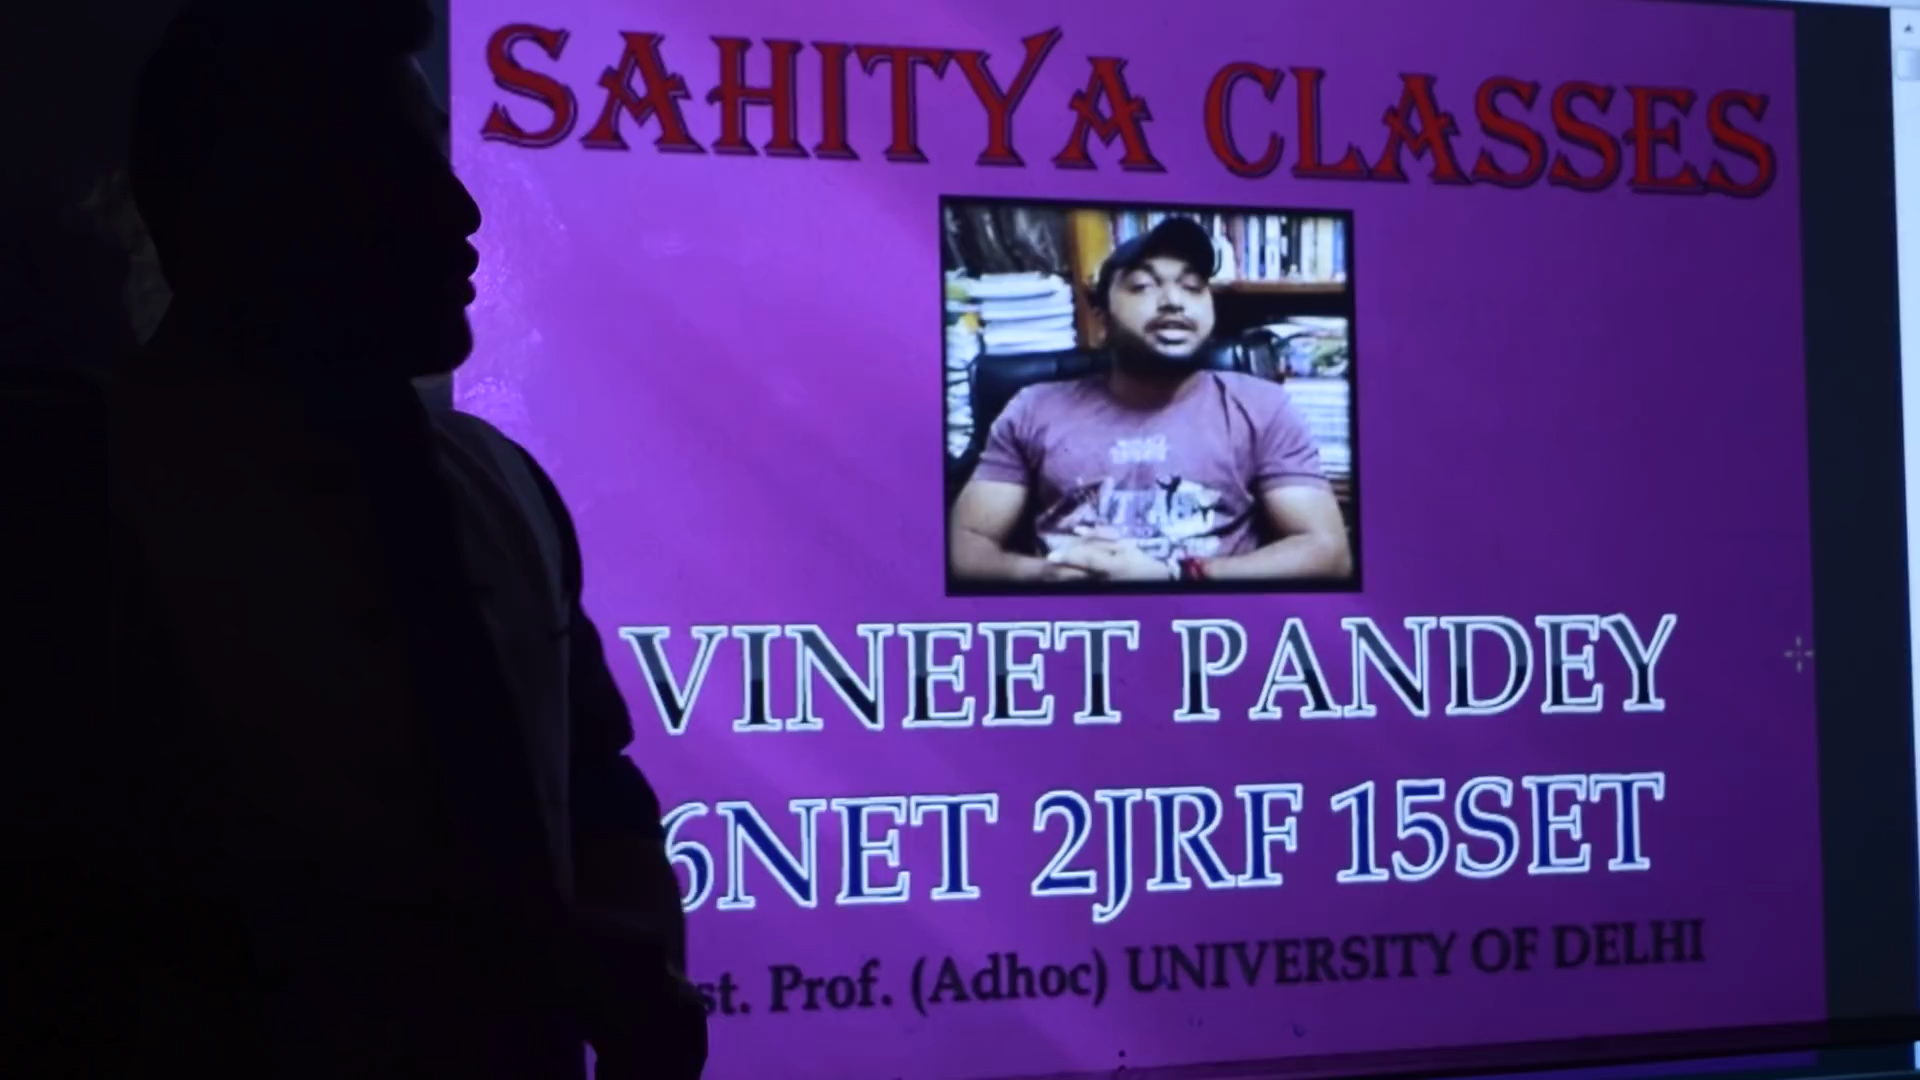 SAHITYA CLASSES
VINEET PANDEY
6NET 2JRF 15SET
st. Prof. (Adhoc) UNIVERSITY OF DELHI